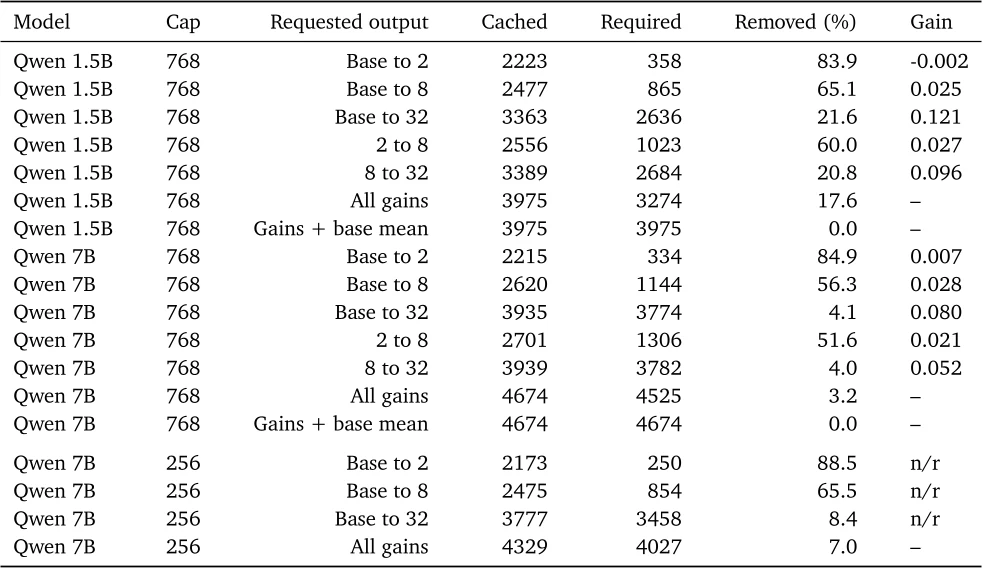 Model Cap Requested output Cached Required Removed (%) Gain
Qwen 1.5B 768 Base to 2 2223 358 83.9 -0.002
Qwen 1.5B 768 Base to 8 2477 865 65.1 0.025
Qwen 1.5B 768 Base to 32 3363 2636 21.6 0.121
Qwen 1.5B 768 2 to 8 2556 1023 60.0 0.027
Qwen 1.5B 768 8 to 32 3389 2684 20.8 0.096
Qwen 1.5B 768 All gains 3975 3274 17.6 –
Qwen 1.5B 768 Gains + base mean 3975 3975 0.0 –
Qwen 7B 768 Base to 2 2215 334 84.9 0.007
Qwen 7B 768 Base to 8 2620 1144 56.3 0.028
Qwen 7B 768 Base to 32 3935 3774 4.1 0.080
Qwen 7B 768 2 to 8 2701 1306 51.6 0.021
Qwen 7B 768 8 to 32 3939 3782 4.0 0.052
Qwen 7B 768 All gains 4674 4525 3.2 –
Qwen 7B 768 Gains + base mean 4674 4674 0.0 –
Qwen 7B 256 Base to 2 2173 250 88.5 n/r
Qwen 7B 256 Base to 8 2475 854 65.5 n/r
Qwen 7B 256 Base to 32 3777 3458 8.4 n/r
Qwen 7B 256 All gains 4329 4027 7.0 –